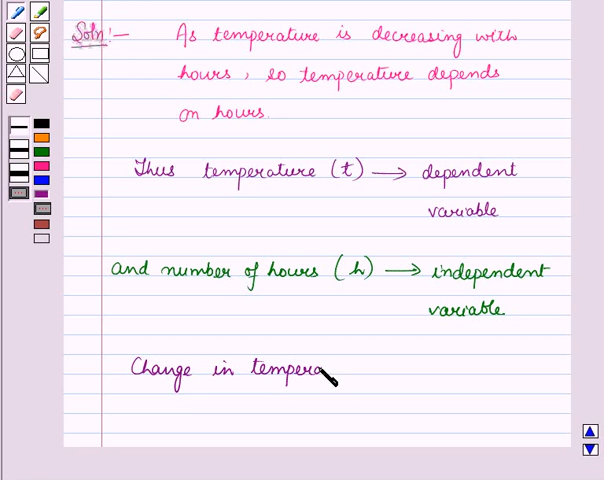 Soln:- As temperature is decreasing with
hours, so temperature depends
on hours.
Thus temperature (t) → dependent
variable
and number of hours (h) → independent
variable.
Change in tempera